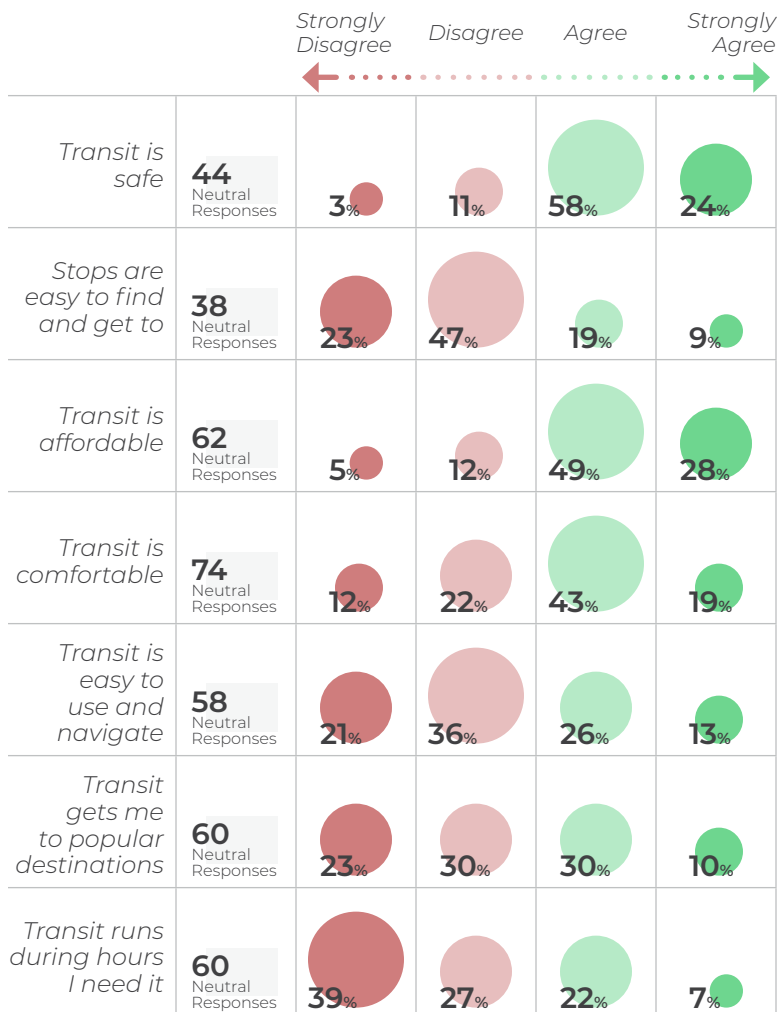 Strongly
Disagree
Disagree
Agree
Strongly
Agree
Transit is
safe
44
Neutral
Responses
3%
11%
58%
24%
Stops are
easy to find
and get to
38
Neutral
Responses
23%
47%
19%
9%
Transit is
affordable
62
Neutral
Responses
5%
12%
49%
28%
Transit is
comfortable
74
Neutral
Responses
12%
22%
43%
19%
Transit is
easy to
use and
navigate
58
Neutral
Responses
21%
36%
26%
13%
Transit
gets me
to popular
destinations
60
Neutral
Responses
23%
30%
30%
10%
Transit runs
during hours
I need it
60
Neutral
Responses
39%
27%
22%
7%